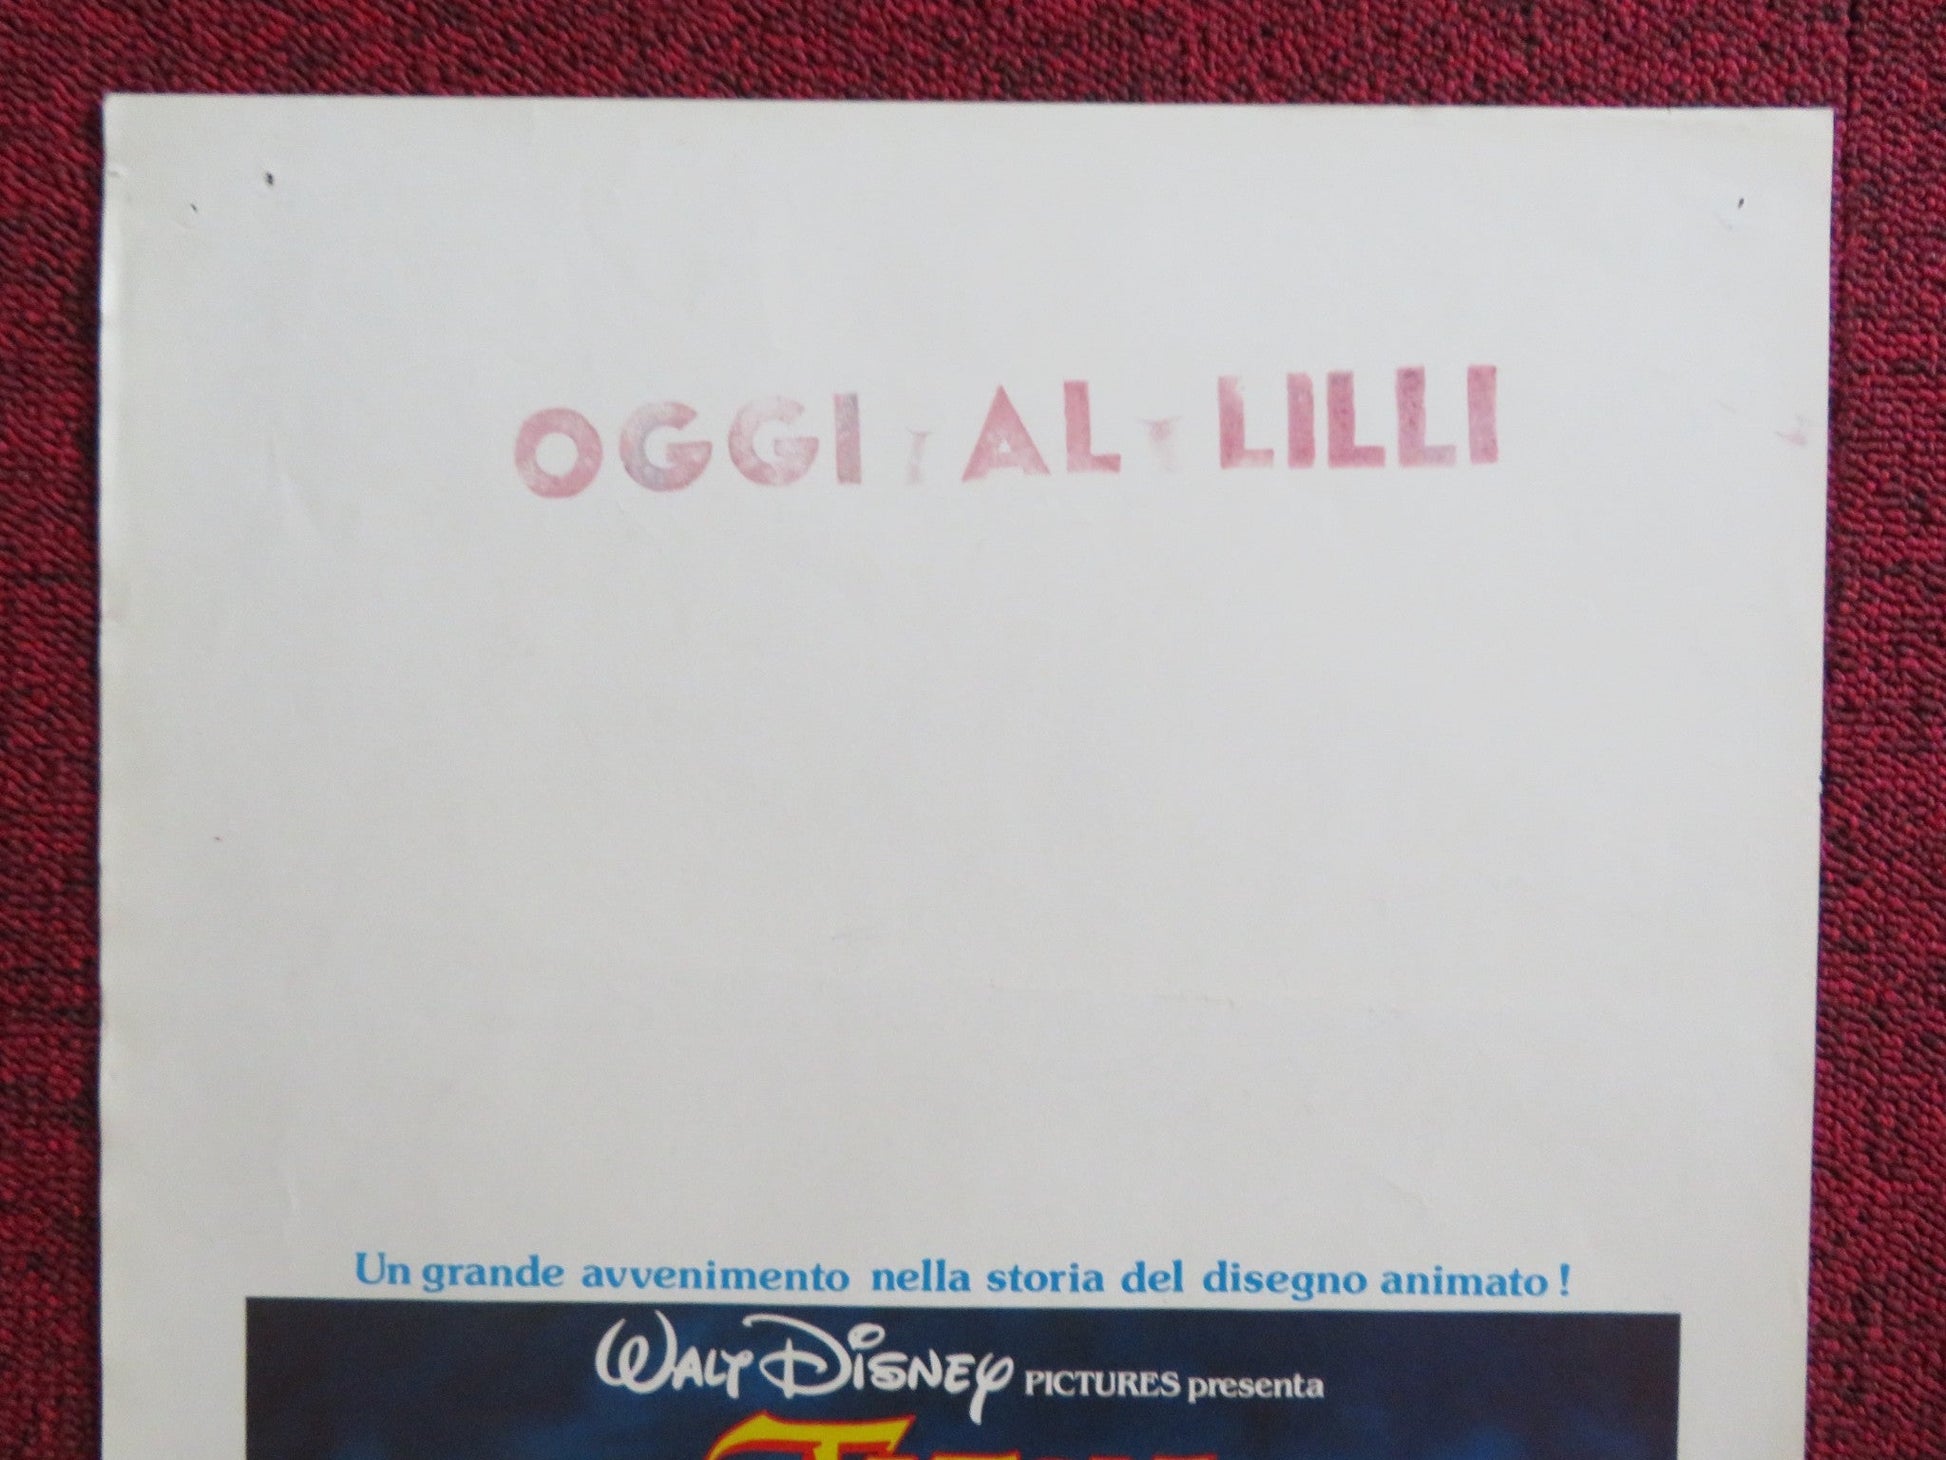 OGGI AL LILLI
Un grande avvenimento nella storia del disegno animato!
WALT DISNEY PICTURES presenta